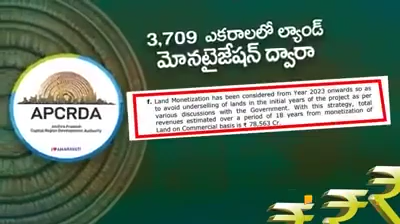 3,709 ఎకరాలలో ల్యాండ్
మోనటైజేషన్ ద్వారా
f. Land Monetization has been considered from Year 2023 onwards so as
to avoid underselling of lands in the initial years of the project as per
various discussions with the Government. With this strategy, total
revenues estimated over a period of 18 years from monetization of
Land on Commercial basis is ₹ 78,563 Cr.
APCRDA
Andhra Pradesh
Capital Region Development Authority